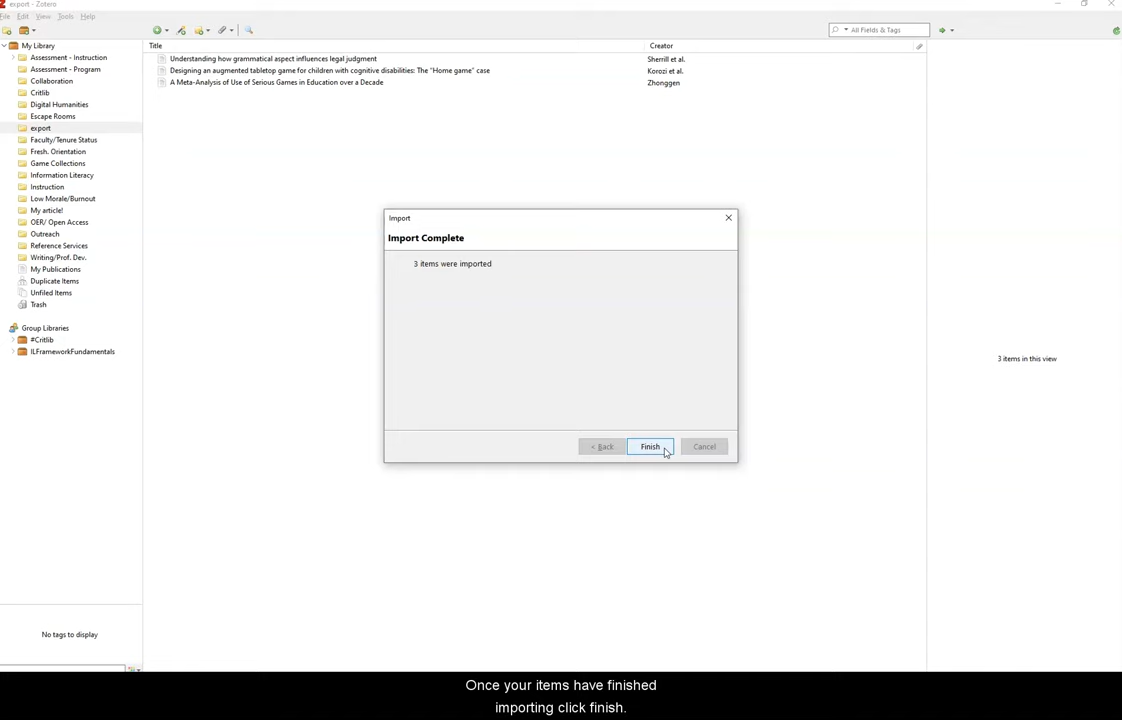 export - Zotero
File Edit View Tools Help
All Fields & Tags
My Library
Assessment - Instruction
Assessment - Program
Collaboration
Critlib
Digital Humanities
Escape Rooms
export
Faculty/Tenure Status
Fresh. Orientation
Game Collections
Information Literacy
Instruction
Low Morale/Burnout
My article!
OER/ Open Access
Outreach
Reference Services
Writing/Prof. Dev.
My Publications
Duplicate Items
Unfiled Items
Trash
Group Libraries
#Critlib
ILFrameworkFundamentals
No tags to display
Title Creator
Understanding how grammatical aspect influences legal judgment Sherrill et al.
Designing an augmented tabletop game for children with cognitive disabilities: The "Home game" case Korozi et al.
A Meta-Analysis of Use of Serious Games in Education over a Decade Zhonggen
Import
Import Complete
3 items were imported
< Back Finish Cancel
3 items in this view
Once your items have finished
importing click finish.